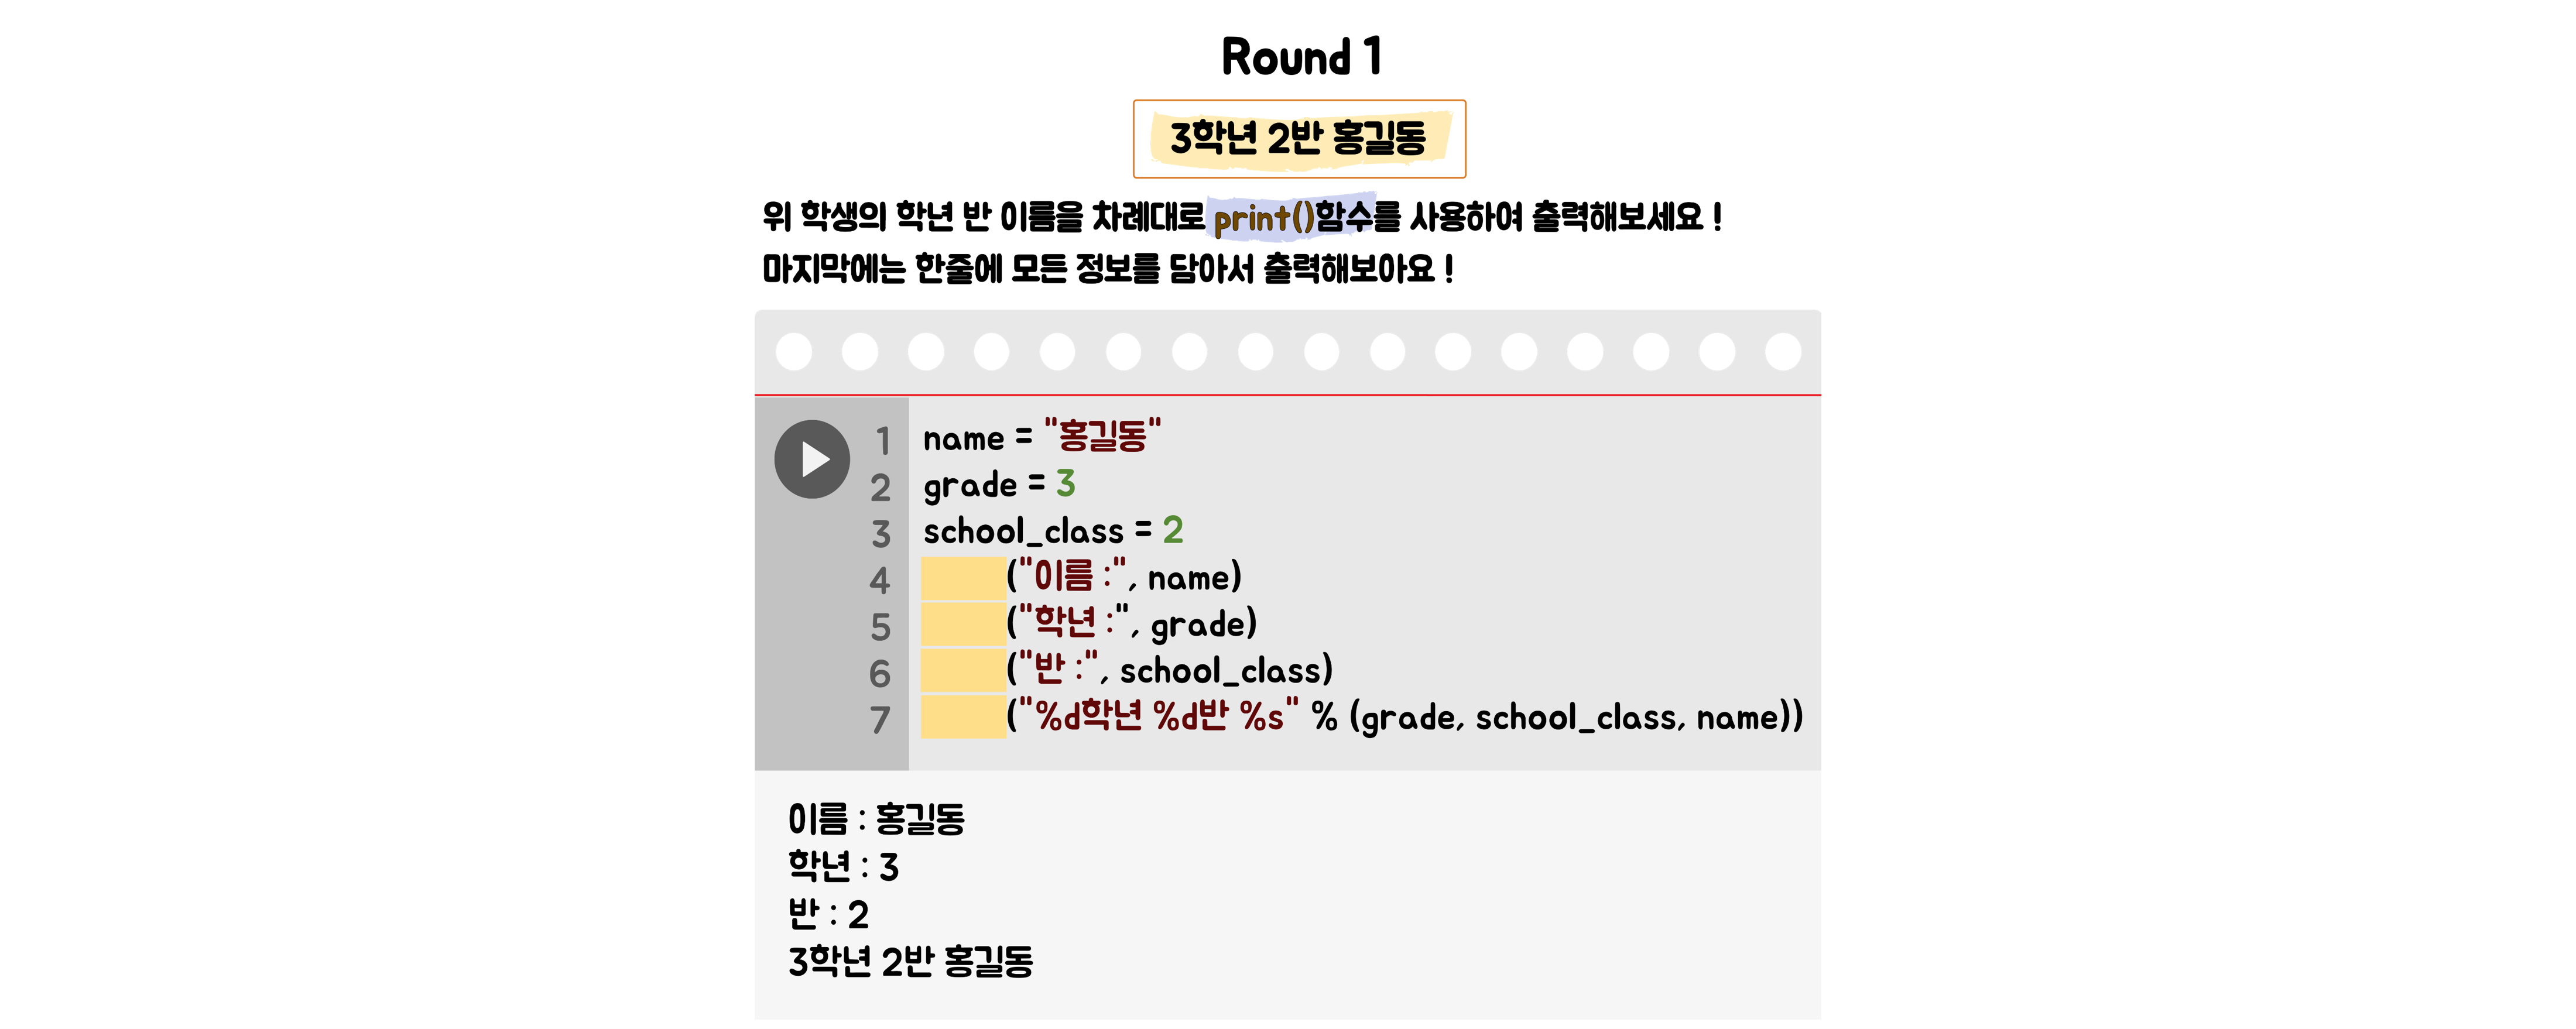 Round 1
3학년 2반 홍길동
위 학생의 학년 반 이름을 차례대로 print()함수를 사용하여 출력해보세요 !
마지막에는 한줄에 모든 정보를 담아서 출력해보아요 !
1 name = "홍길동"
2 grade = 3
3 school_class = 2
4 ("이름 :", name)
5 ("학년 :", grade)
6 ("반 :", school_class)
7 ("%d학년 %d반 %s" % (grade, school_class, name))
이름 : 홍길동
학년 : 3
반 : 2
3학년 2반 홍길동